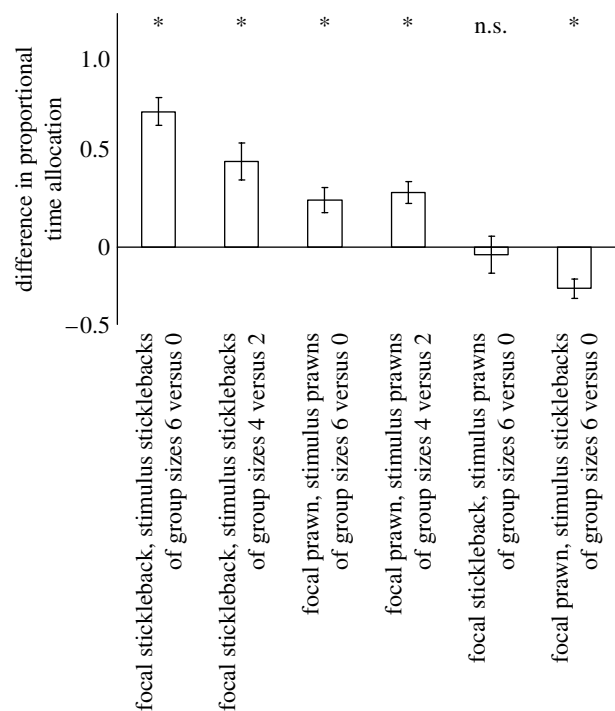 * * * * n.s. *
difference in proportional
time allocation
1.0
0.5
0
–0.5
focal stickleback, stimulus sticklebacks
of group sizes 6 versus 0
focal stickleback, stimulus sticklebacks
of group sizes 4 versus 2
focal prawn, stimulus prawns
of group sizes 6 versus 0
focal prawn, stimulus prawns
of group sizes 4 versus 2
focal stickleback, stimulus prawns
of group sizes 6 versus 0
focal prawn, stimulus sticklebacks
of group sizes 6 versus 0